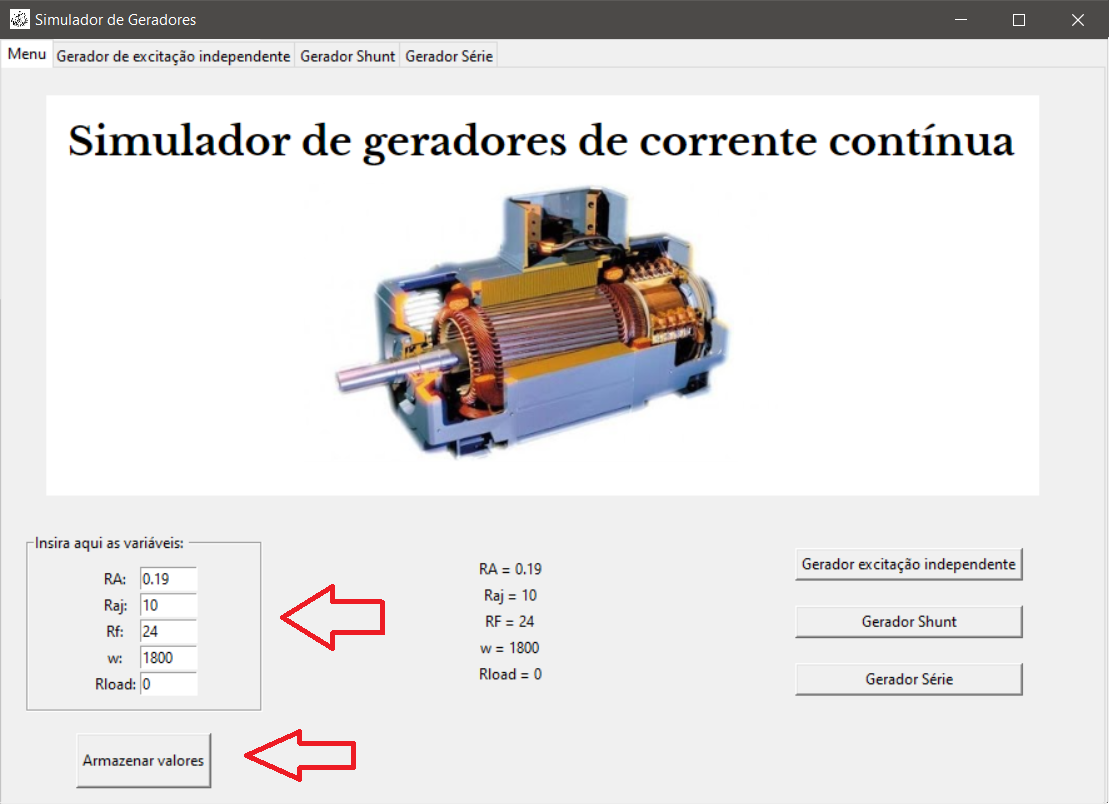 Simulador de Geradores
Menu Gerador de excitação independente Gerador Shunt Gerador Série
Simulador de geradores de corrente contínua
Insira aqui as variáveis:
RA: 0.19
Raj: 10
Rf: 24
w: 1800
Rload: 0
Armazenar valores
RA = 0.19
Raj = 10
RF = 24
w = 1800
Rload = 0
Gerador excitação independente
Gerador Shunt
Gerador Série